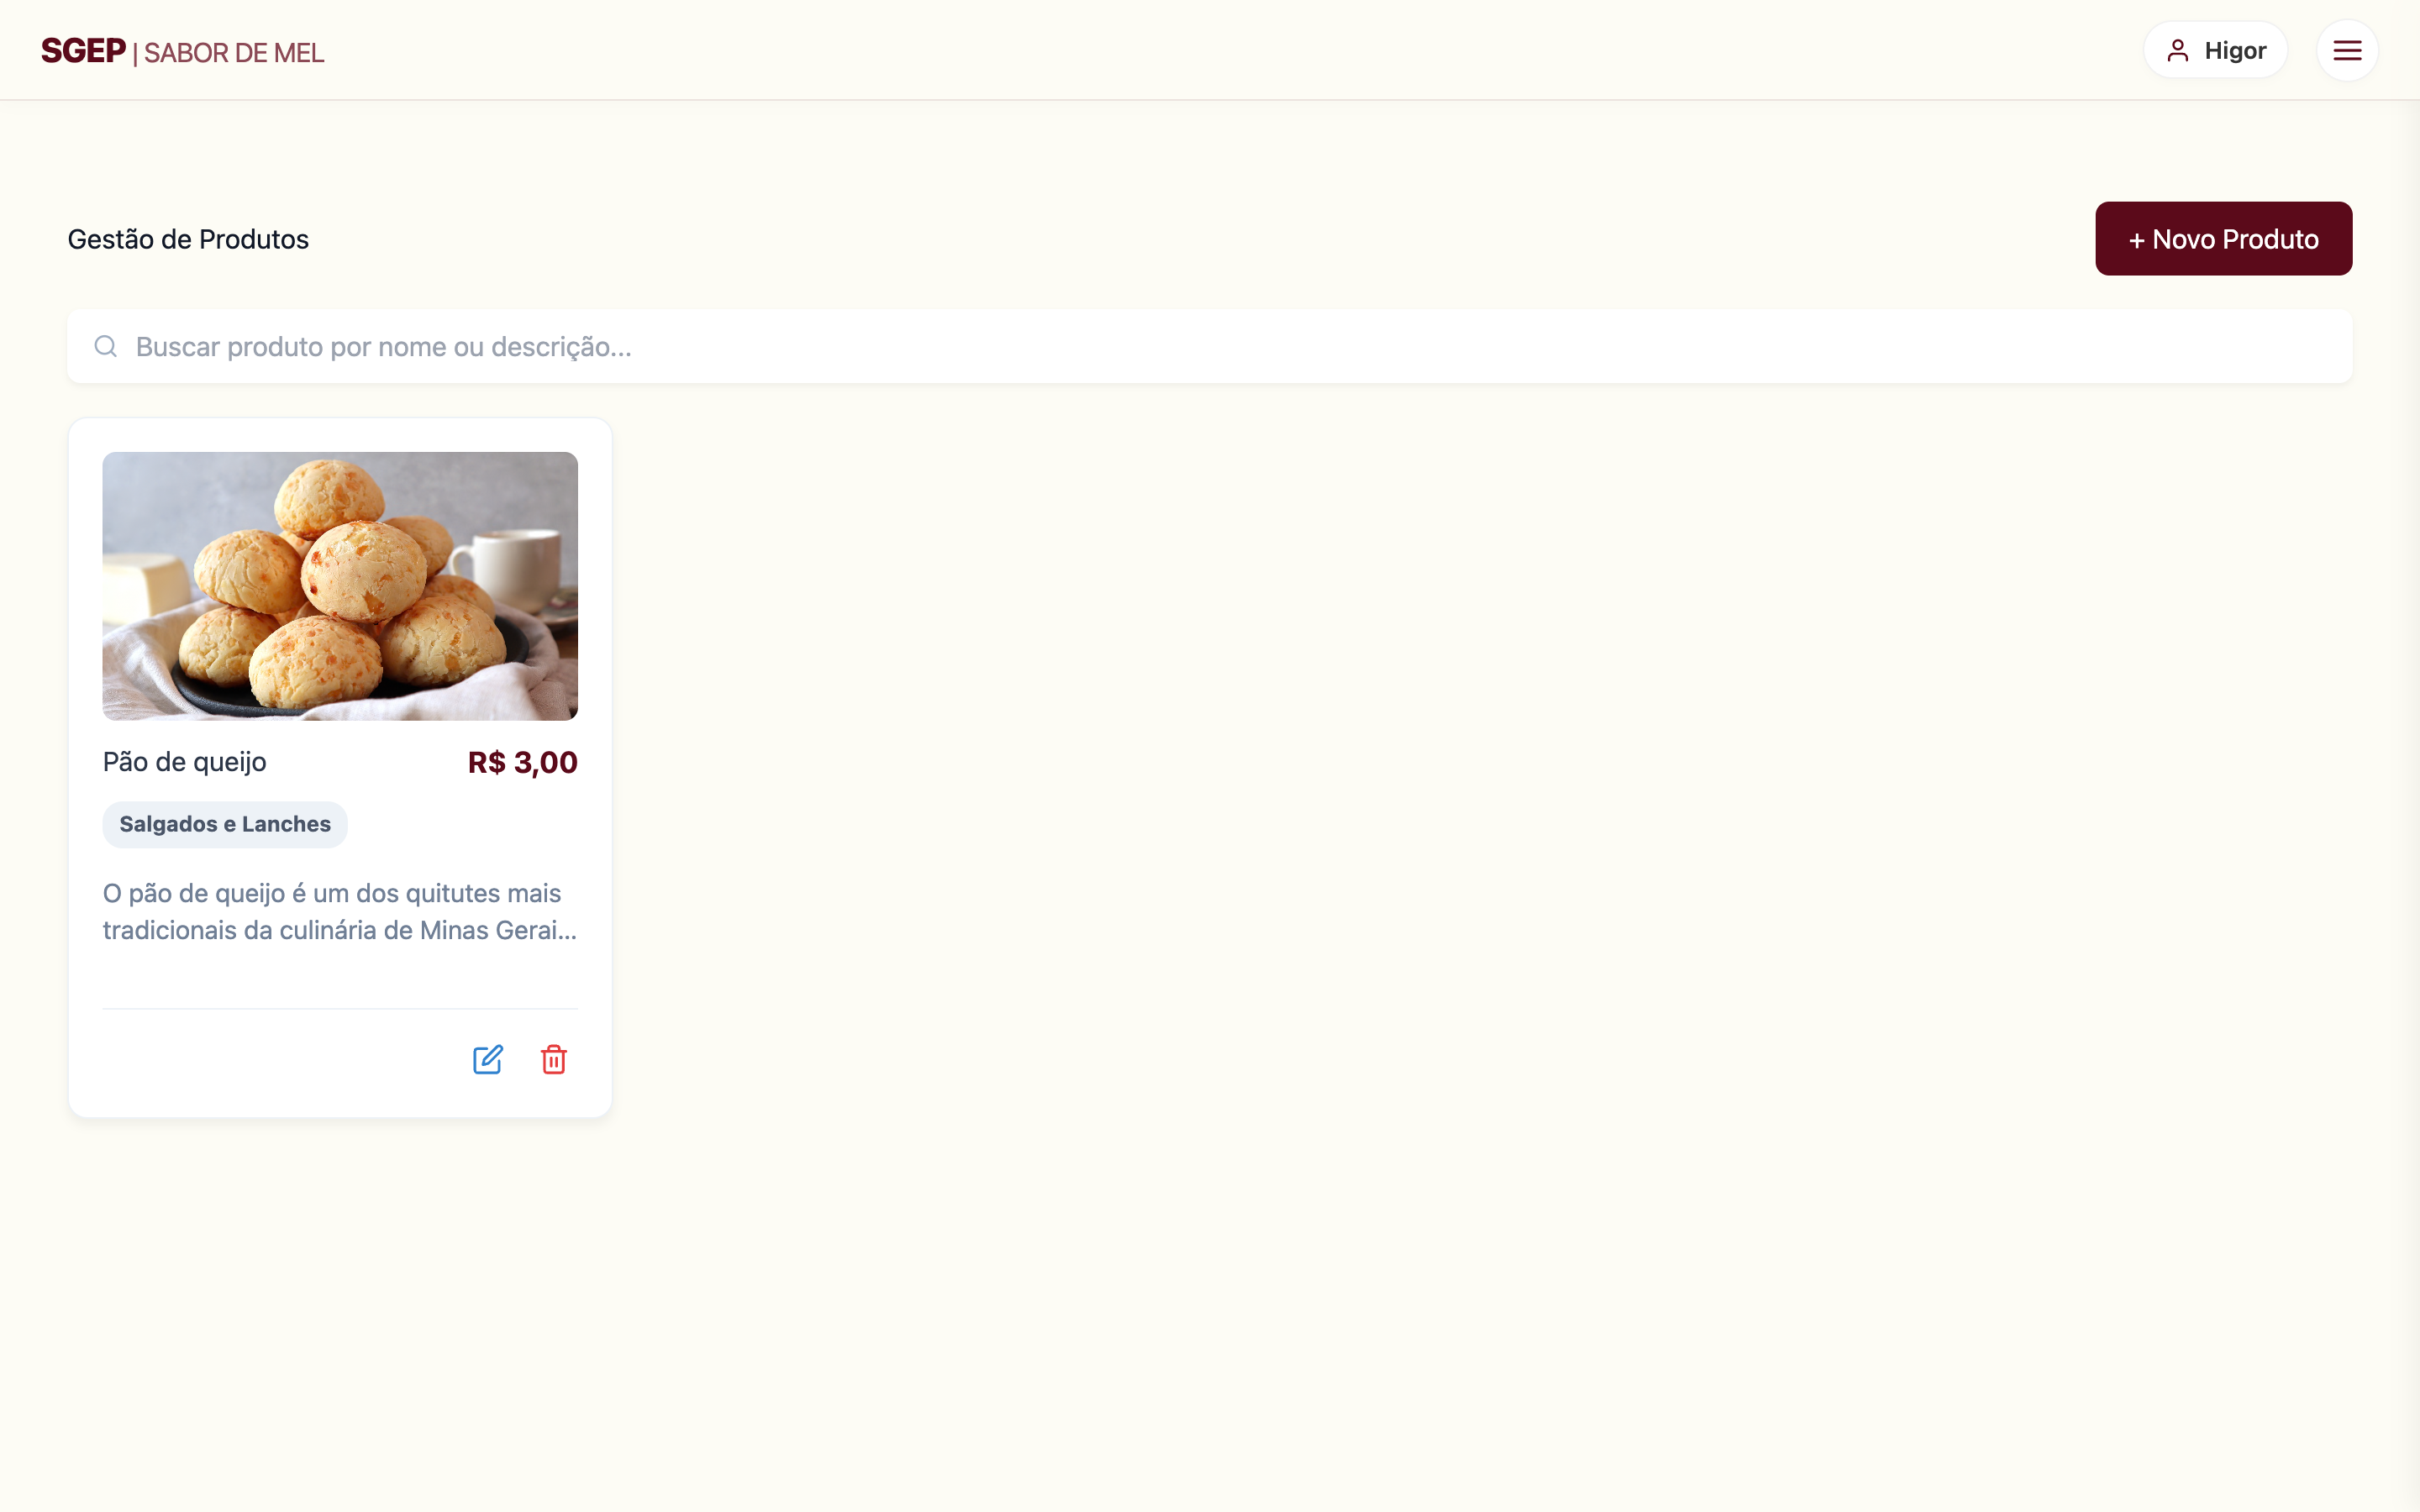 SGEP | SABOR DE MEL
Higor
Gestão de Produtos
+ Novo Produto
Buscar produto por nome ou descrição...
Pão de queijo
R$ 3,00
Salgados e Lanches
O pão de queijo é um dos quitutes mais
tradicionais da culinária de Minas Gerai...